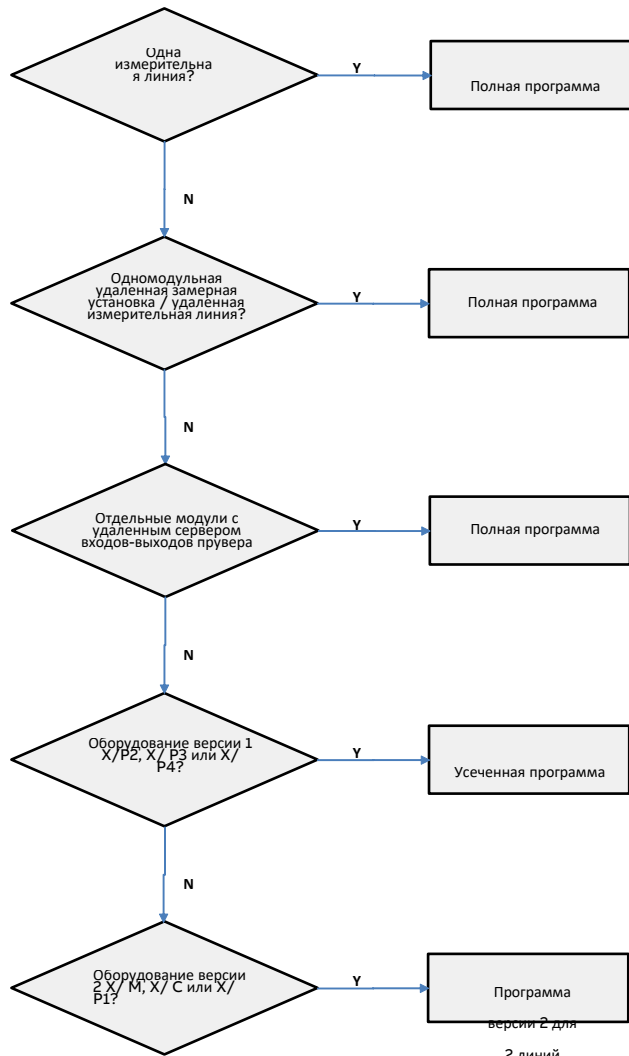 Одна
измерительна
я линия?
Y
Полная программа
N
Одномодульная
удаленная замерная
установка / удаленная
измерительная линия?
Y
Полная программа
N
Отдельные модули с
удаленным сервером
входов-выходов прувера
Y
Полная программа
N
Оборудование версии 1
X/P2, X/ P3 или X/
P4?
Y
Усеченная программа
N
Оборудование версии
2 X/ M, X/ C или X/
P1?
Y
Программа
версии 2 для
2 линий